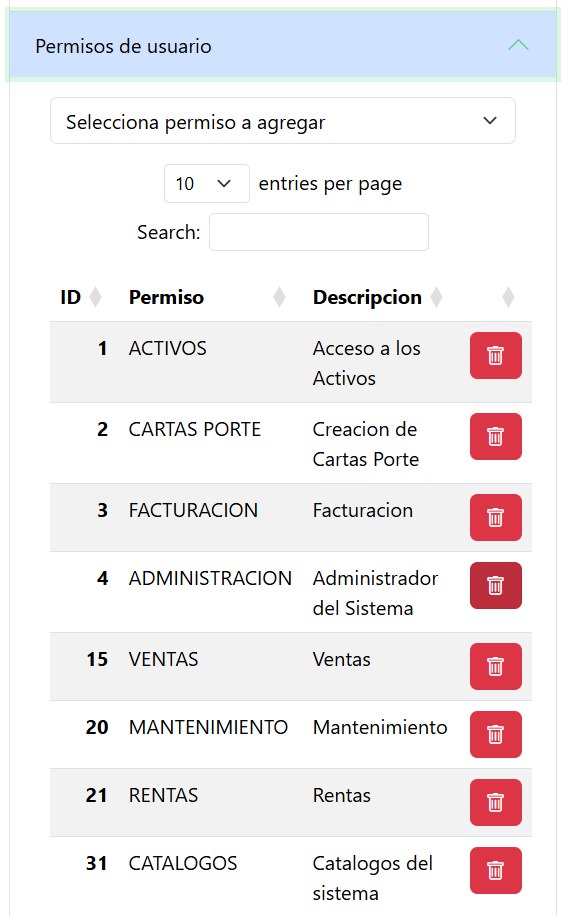 Permisos de usuario
Selecciona permiso a agregar
10 entries per page
Search:
ID Permiso Descripcion
1 ACTIVOS Acceso a los
Activos
2 CARTAS PORTE Creacion de
Cartas Porte
3 FACTURACION Facturacion
4 ADMINISTRACION Administrador
del Sistema
15 VENTAS Ventas
20 MANTENIMIENTO Mantenimiento
21 RENTAS Rentas
31 CATALOGOS Catalogos del
sistema